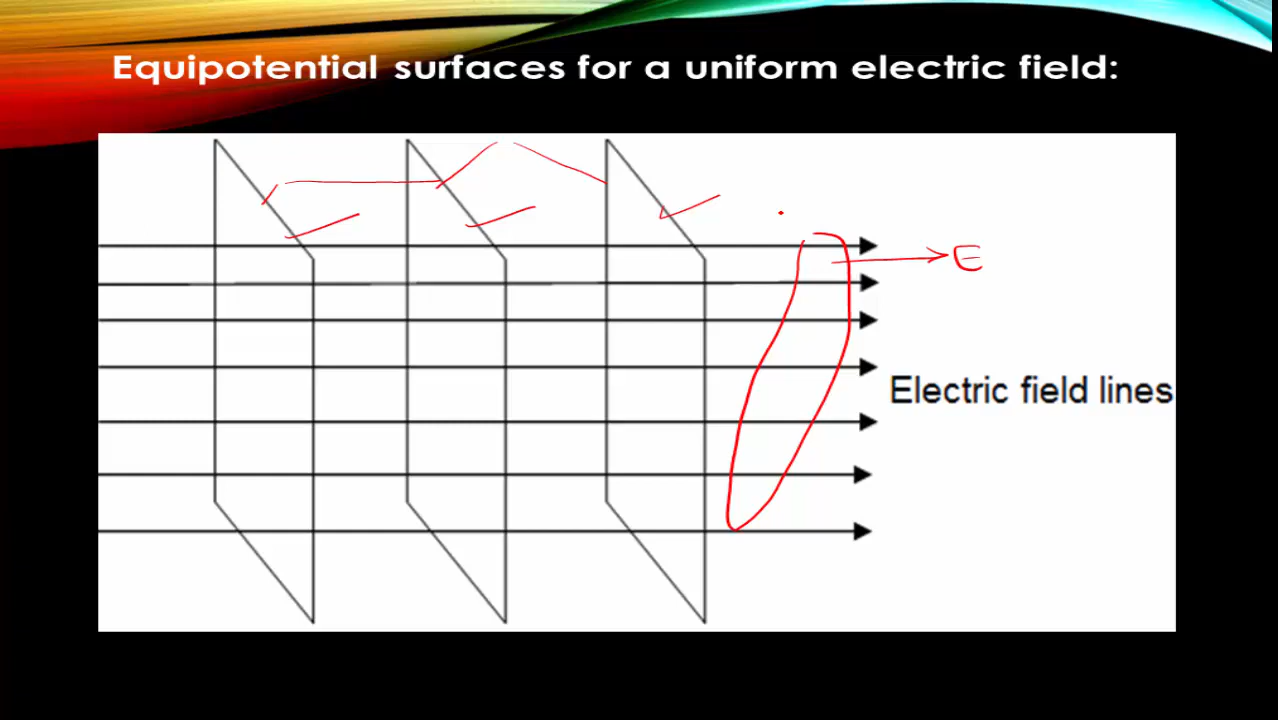 Equipotential surfaces for a uniform electric field:
E
Electric field lines